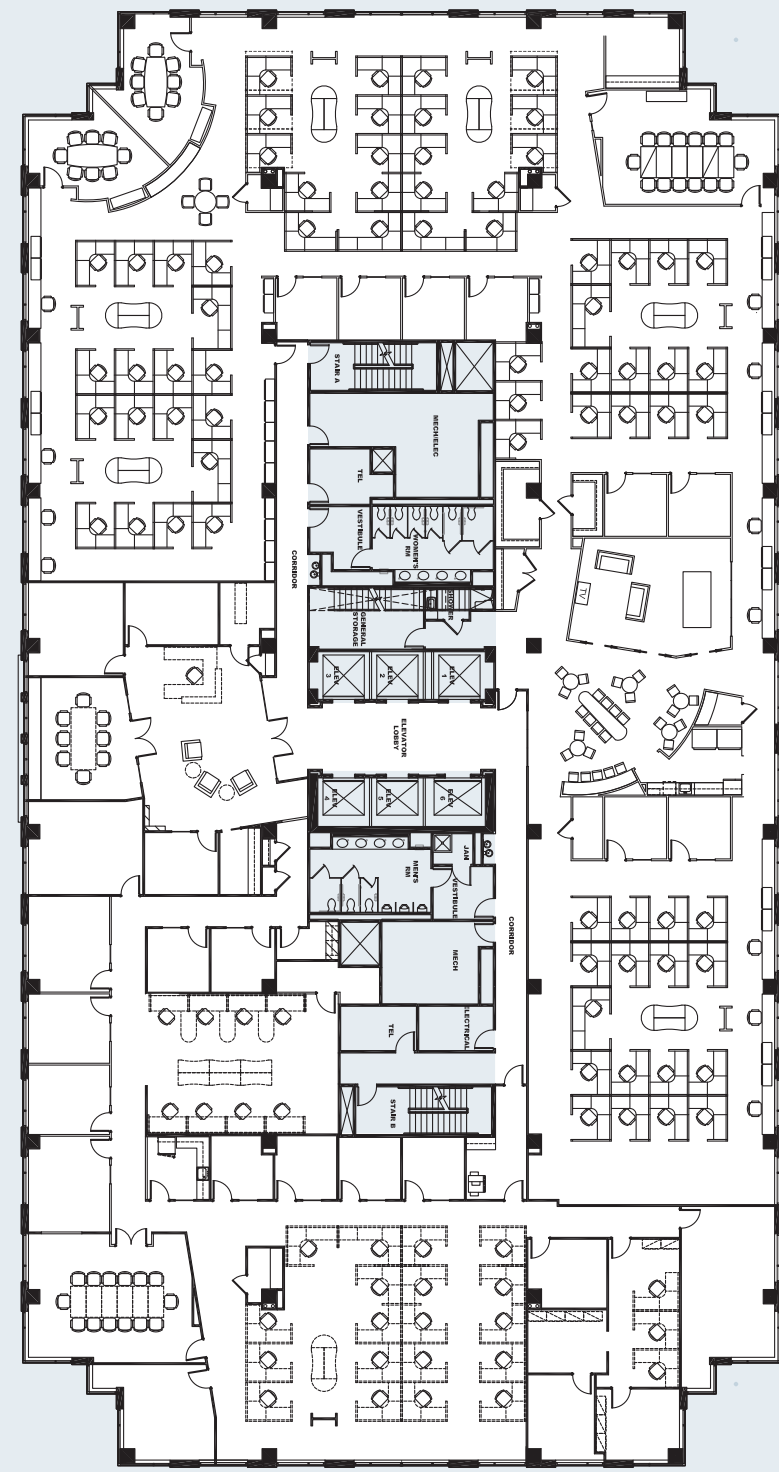 STAIR A
MECH/ELEC
TEL
VESTIBULE
WOMEN'S
RM
CORRIDOR
SHOWER
GENERAL
STORAGE
TV
ELEV
3
ELEV
2
ELEV
1
ELEVATOR
LOBBY
ELEV
4
ELEV
5
ELEV
6
JAN
MEN'S
RM
VESTIBULE
CORRIDOR
MECH
TEL
ELECTRICAL
STAIR B